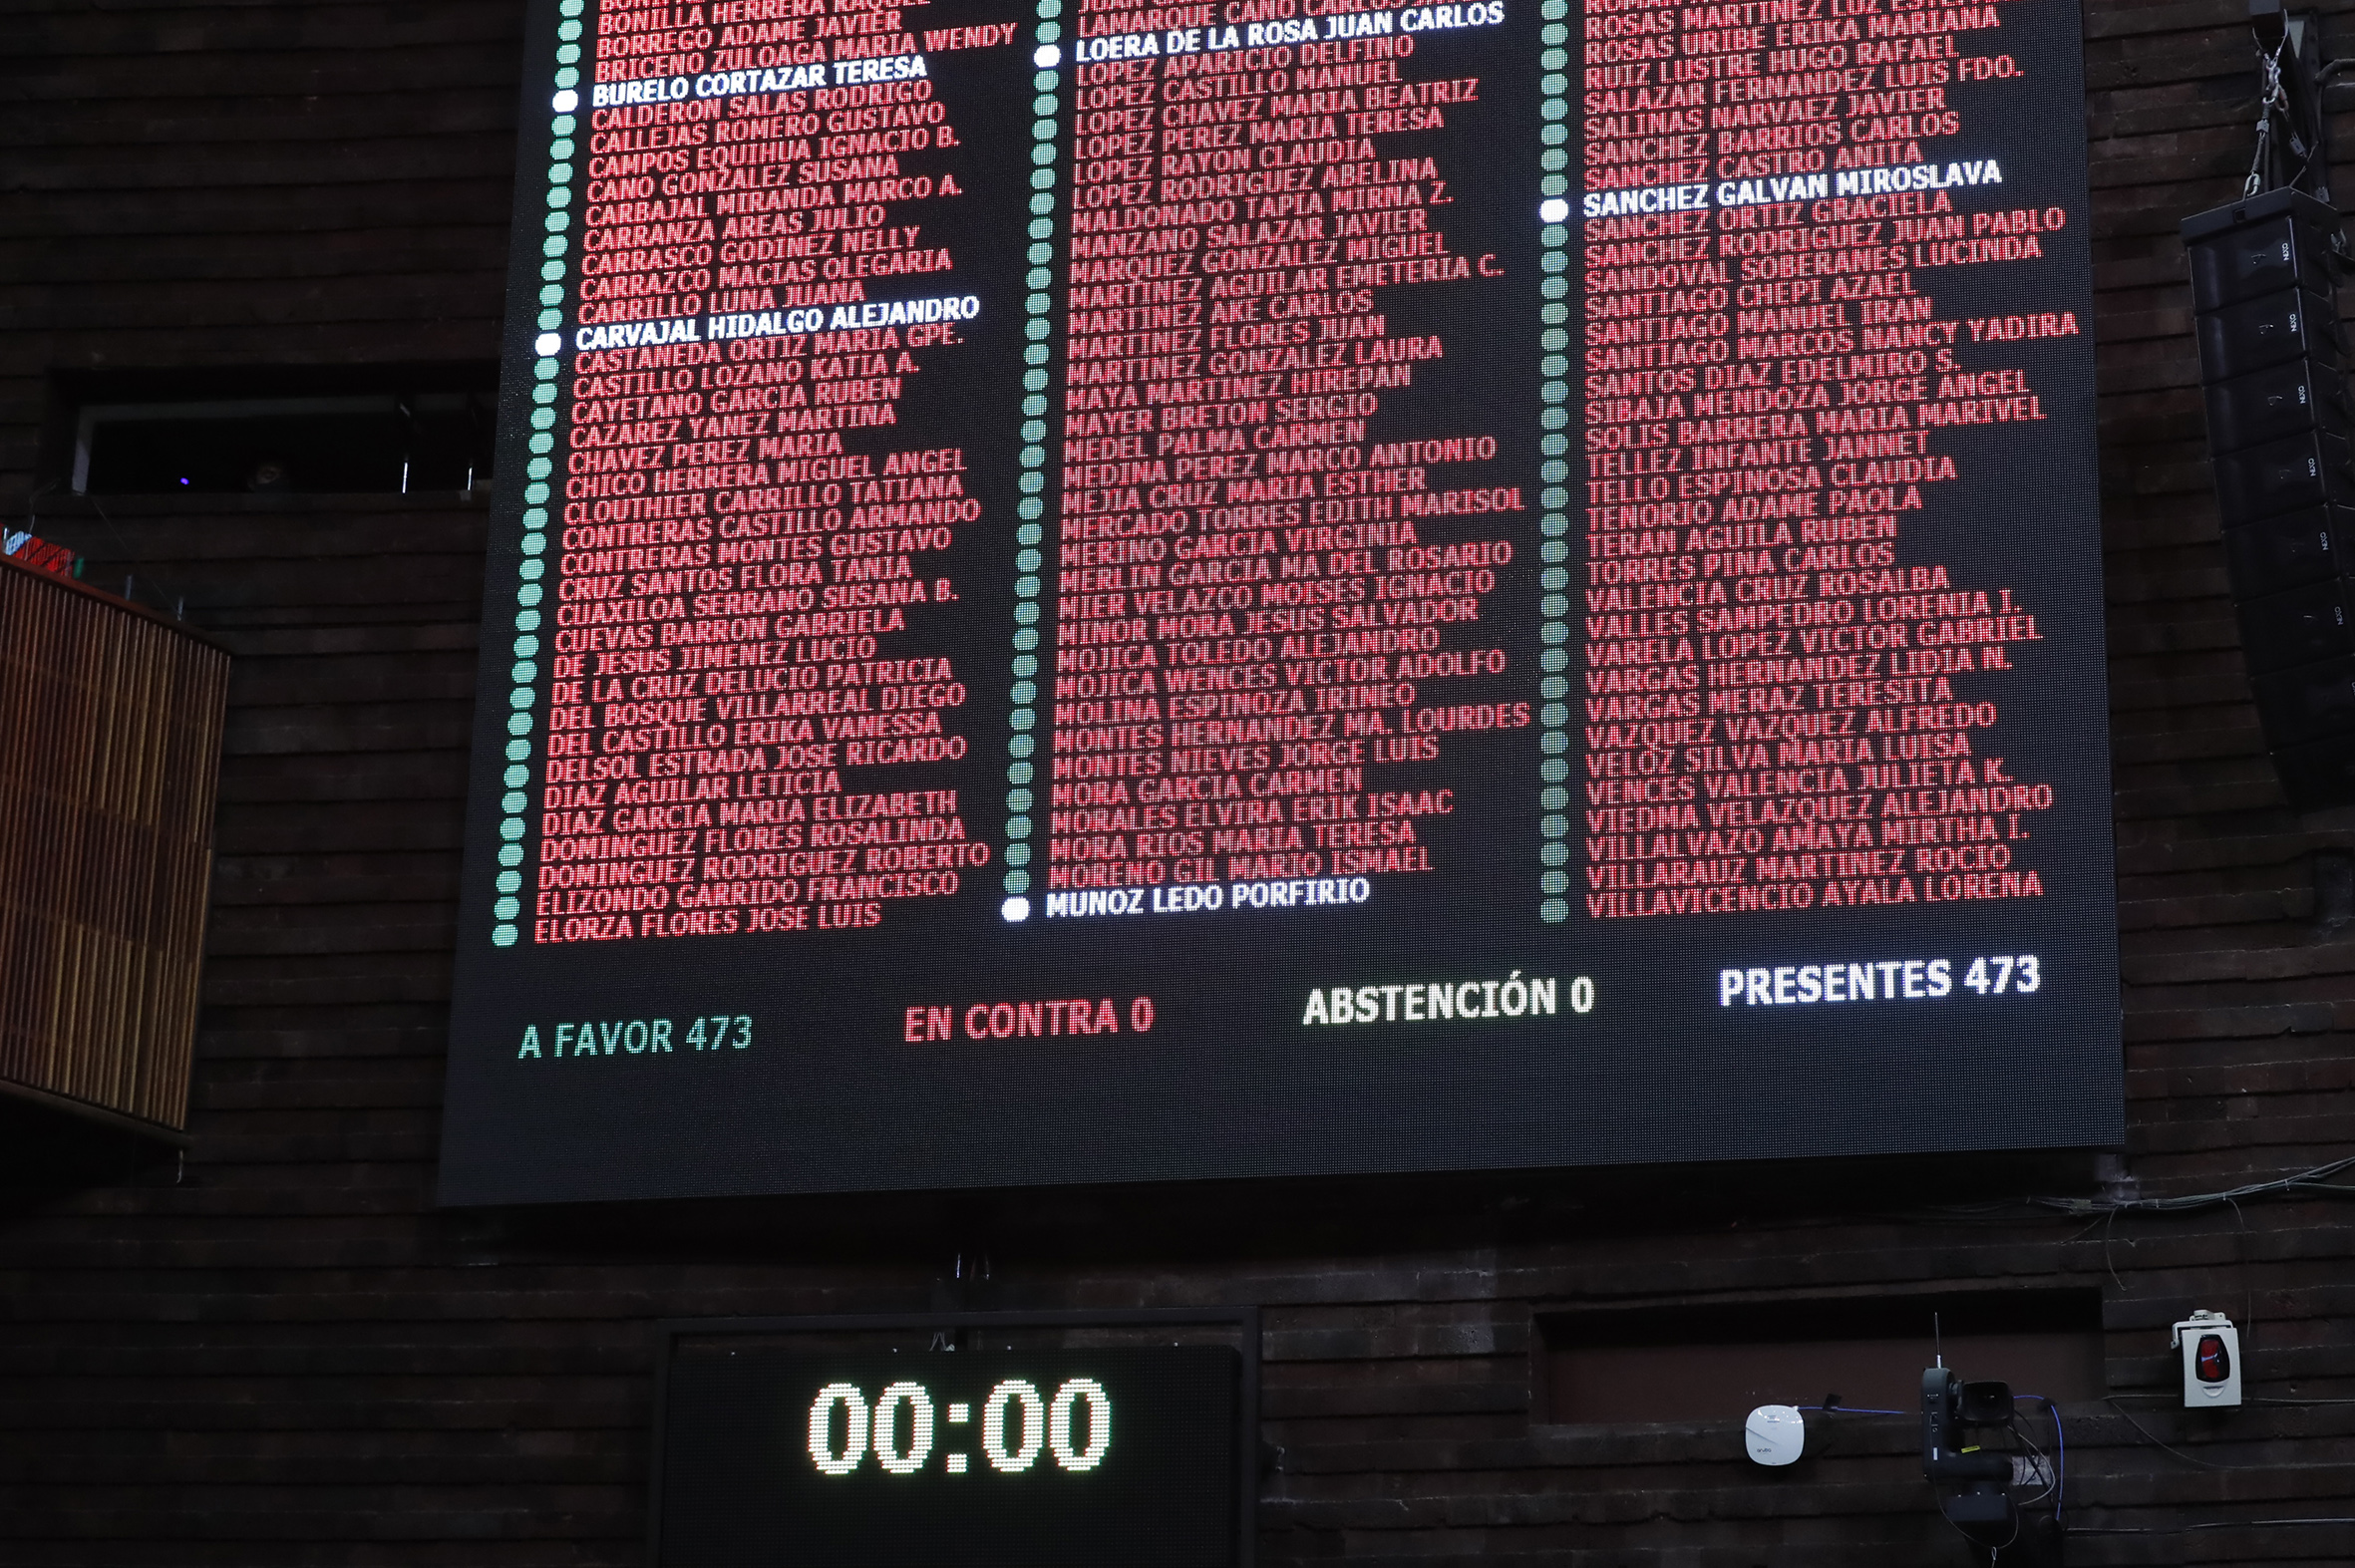 BONILLA HERRERA RAQUEL
BORREGO ADAME JAVIER
BRICENO ZULOAGA MARIA WENDY
BURELO CORTAZAR TERESA
CALDERON SALAS RODRIGO
CALLEJAS ROMERO GUSTAVO
CAMPOS EQUIHUA IGNACIO B.
CANO GONZALEZ SUSANA
CARBAJAL MIRANDA MARCO A.
CARRANZA AREAS JULIO
CARRASCO GODINEZ NELLY
CARRAZCO MACIAS OLEGARIA
CARRILLO LUNA JUANA
CARVAJAL HIDALGO ALEJANDRO
CASTANEDA ORTIZ MARIA GPE.
CASTILLO LOZANO KATIA A.
CAYETANO GARCIA RUBEN
CAZAREZ YANEZ MARTINA
CHAVEZ PEREZ MARIA
CHICO HERRERA MIGUEL ANGEL
CLOUTHIER CARRILLO TATIANA
CONTRERAS CASTILLO ARMANDO
CONTRERAS MONTES GUSTAVO
CRUZ SANTOS FLORA TANIA
CUAXILOA SERRANO SUSANA B.
CUEVAS BARRON GABRIELA
DE JESUS JIMENEZ LUCIO
DE LA CRUZ DELUCIO PATRICIA
DEL BOSQUE VILLARREAL DIEGO
DEL CASTILLO ERIKA VANESSA
DELSOL ESTRADA JOSE RICARDO
DIAZ AGUILAR LETICIA
DIAZ GARCIA MARIA ELIZABETH
DOMINGUEZ FLORES ROSALINDA
DOMINGUEZ RODRIGUEZ ROBERTO
ELIZONDO GARRIDO FRANCISCO
ELORZA FLORES JOSE LUIS
LAMARQUE CANO CARLOS
LOERA DE LA ROSA JUAN CARLOS
LOPEZ APARICIO DELFINO
LOPEZ CASTILLO MANUEL
LOPEZ CHAVEZ MARIA BEATRIZ
LOPEZ PEREZ MARIA TERESA
LOPEZ RAYON CLAUDIA
LOPEZ RODRIGUEZ ABELINA
MALDONADO TAPIA MIRNA Z.
MANZANO SALAZAR JAVIER
MARQUEZ GONZALEZ MIGUEL
MARTINEZ AGUILAR EMETERIA C.
MARTINEZ AKE CARLOS
MARTINEZ FLORES JUAN
MARTINEZ GONZALEZ LAURA
MAYA MARTINEZ HIREPAN
MAYER BRETON SERGIO
MEDEL PALMA CARMEN
MEDINA PEREZ MARCO ANTONIO
MEJIA CRUZ MARIA ESTHER
MERCADO TORRES EDITH MARISOL
MERINO GARCIA VIRGINIA
MERLIN GARCIA MA DEL ROSARIO
MIER VELAZCO MOISES IGNACIO
MINOR MORA JESUS SALVADOR
MOJICA TOLEDO ALEJANDRO
MOJICA WENCES VICTOR ADOLFO
MOLINA ESPINOZA IRINEO
MONTES HERNANDEZ MA. LOURDES
MONTES NIEVES JORGE LUIS
MORA GARCIA CARMEN
MORALES ELVIRA ERIK ISAAC
MORA RIOS MARIA TERESA
MORENO GIL MARIO ISMAEL
MUNOZ LEDO PORFIRIO
ROSAS MARTINEZ LUZ
ROSAS URIBE ERIKA MARIANA
RUIZ LUSTRE HUGO RAFAEL
SALAZAR FERNANDEZ LUIS FDO.
SALINAS NARVAEZ JAVIER
SANCHEZ BARRIOS CARLOS
SANCHEZ CASTRO ANITA
SANCHEZ GALVAN MIROSLAVA
SANCHEZ ORTIZ GRACIELA
SANCHEZ RODRIGUEZ JUAN PABLO
SANDOVAL SOBERANES LUCINDA
SANTIAGO CHEPI AZAEL
SANTIAGO MANUEL IRAN
SANTIAGO MARCOS NANCY YADIRA
SANTOS DIAZ EDELMIRO S.
SIBAJA MENDOZA JORGE ANGEL
SOLIS BARRERA MARIA MARIVEL
TELLEZ INFANTE JANNET
TELLO ESPINOSA CLAUDIA
TENORIO ADAME PAOLA
TERAN AGUILA RUBEN
TORRES PINA CARLOS
VALENCIA CRUZ ROSALBA
VALLES SAMPEDRO LORENIA I.
VARELA LOPEZ VICTOR GABRIEL
VARGAS HERNANDEZ LIDIA N.
VARGAS MERAZ TERESITA
VAZQUEZ VAZQUEZ ALFREDO
VELOZ SILVA MARIA LUISA
VENCES VALENCIA JULIETA K.
VIEDMA VELAZQUEZ ALEJANDRO
VILLALVAZO AMAYA MIRTHA I.
VILLARAUZ MARTINEZ ROCIO
VILLAVICENCIO AYALA LORENA
A FAVOR 473
EN CONTRA 0
ABSTENCIÓN 0
PRESENTES 473
00:00
NEXO
NEXO
NEXO
NEXO
NEXO
NEXO
aruba